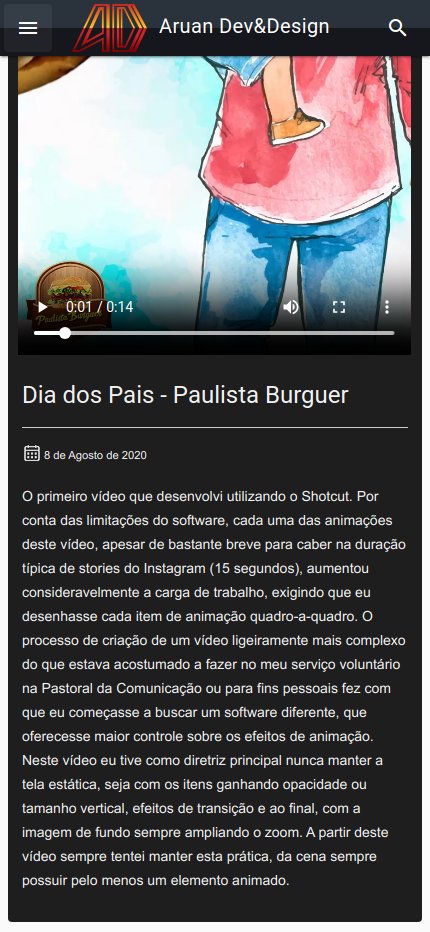 AD
Aruan Dev&Design
Paulista Burguer
0:01 / 0:14
Dia dos Pais - Paulista Burguer
8 de Agosto de 2020
O primeiro vídeo que desenvolvi utilizando o Shotcut. Por
conta das limitações do software, cada uma das animações
deste vídeo, apesar de bastante breve para caber na duração
típica de stories do Instagram (15 segundos), aumentou
consideravelmente a carga de trabalho, exigindo que eu
desenhasse cada item de animação quadro-a-quadro. O
processo de criação de um vídeo ligeiramente mais complexo
do que estava acostumado a fazer no meu serviço voluntário
na Pastoral da Comunicação ou para fins pessoais fez com
que eu começasse a buscar um software diferente, que
oferecesse maior controle sobre os efeitos de animação.
Neste vídeo eu tive como diretriz principal nunca manter a
tela estática, seja com os itens ganhando opacidade ou
tamanho vertical, efeitos de transição e ao final, com a
imagem de fundo sempre ampliando o zoom. A partir deste
vídeo sempre tentei manter esta prática, da cena sempre
possuir pelo menos um elemento animado.